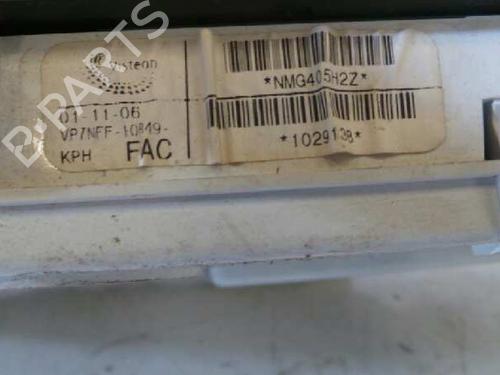 Visteon
*NMG405H2Z*
01-11-06
VP7NFF-10849-
KPH FAC
*1029138*
B-PARTS